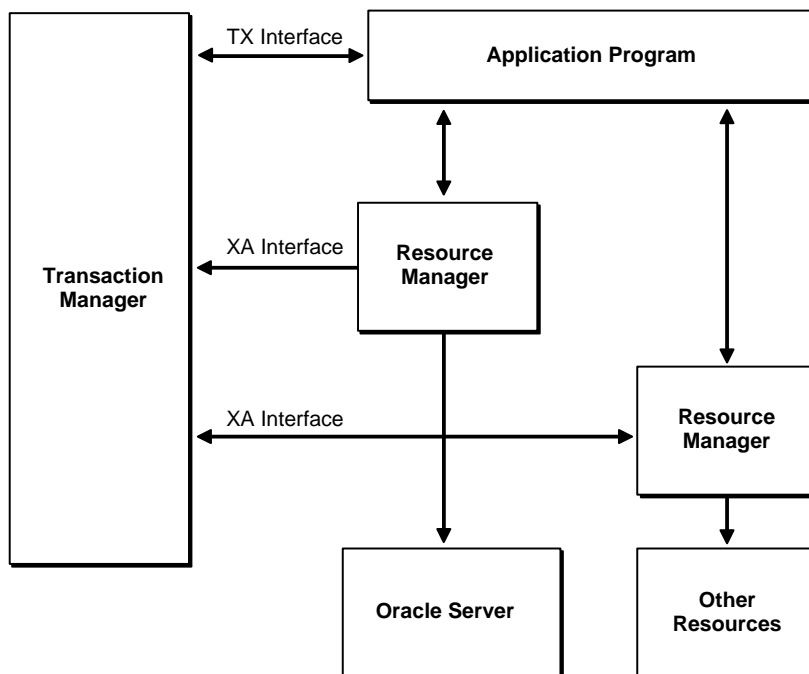 TX Interface
Application Program
XA Interface
Resource
Manager
Transaction
Manager
XA Interface
Resource
Manager
Oracle Server
Other
Resources